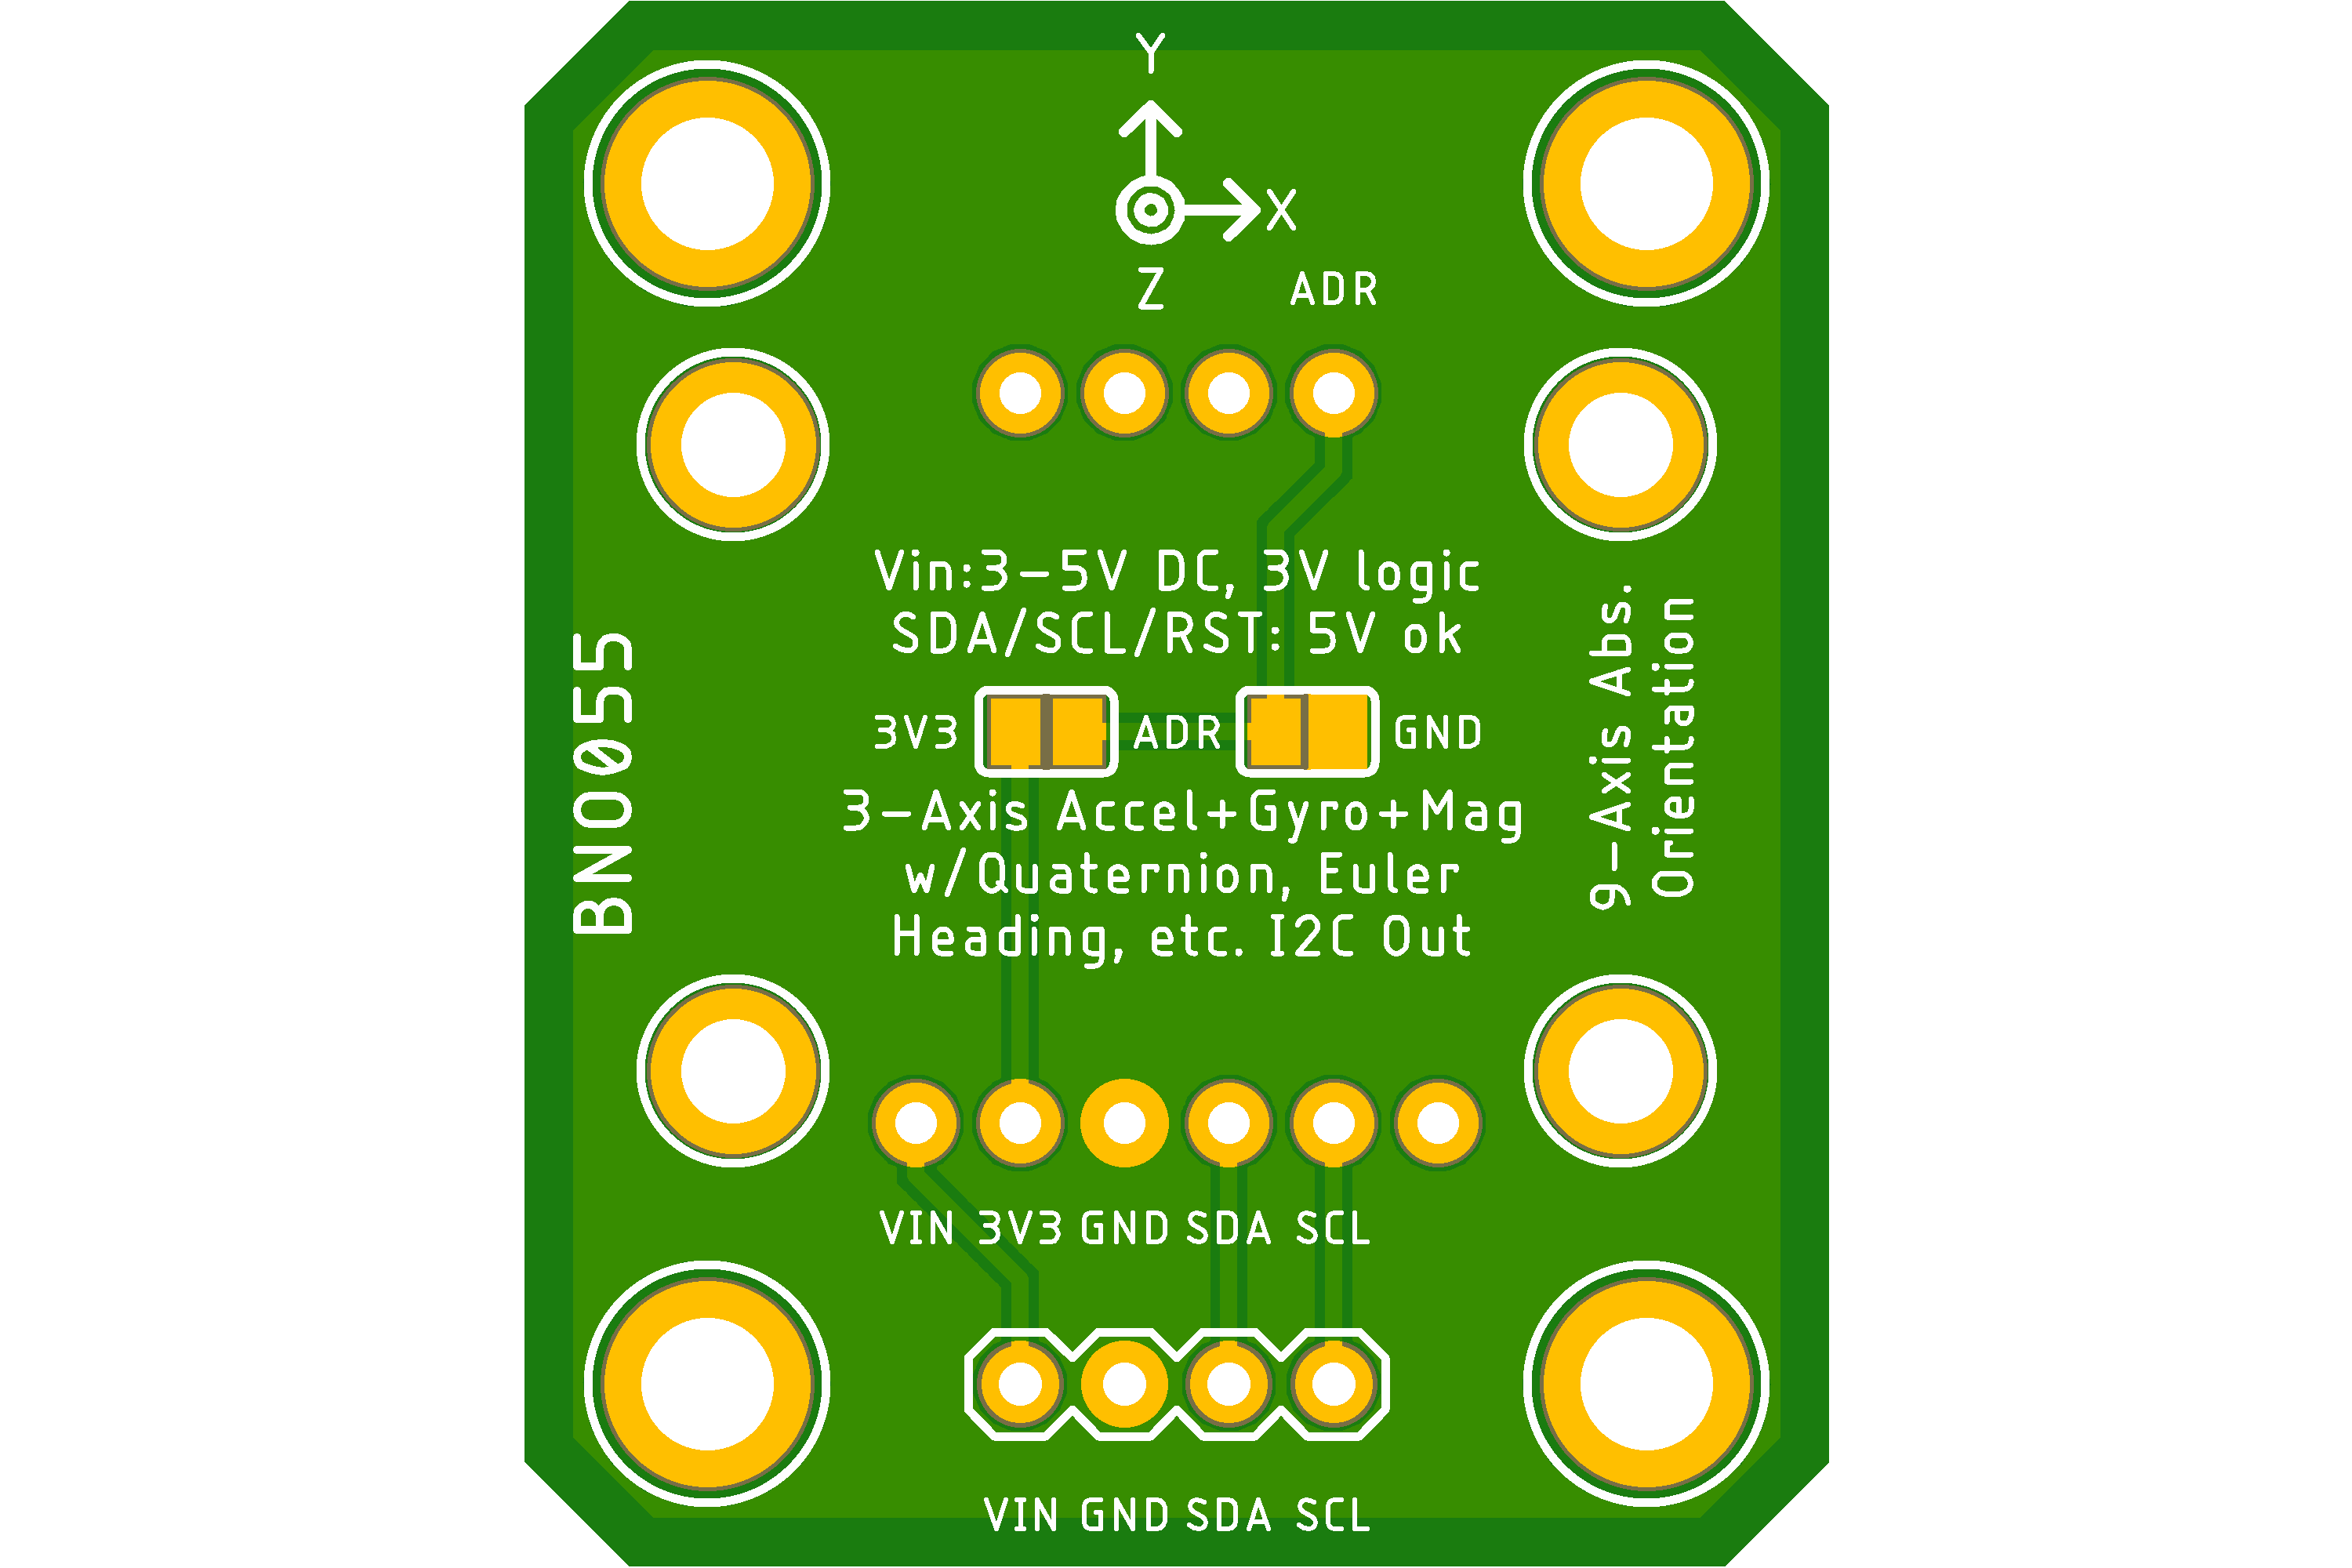 Y
X
Z
ADR
Vin:3-5V DC, 3V logic
SDA/SCL/RST: 5V ok
3V3 ADR GND
3-Axis Accel+Gyro+Mag
w/Quaternion, Euler
Heading, etc. I2C Out
BNO055
9-Axis Abs.
Orientation
VIN 3V3 GND SDA SCL
VIN GND SDA SCL